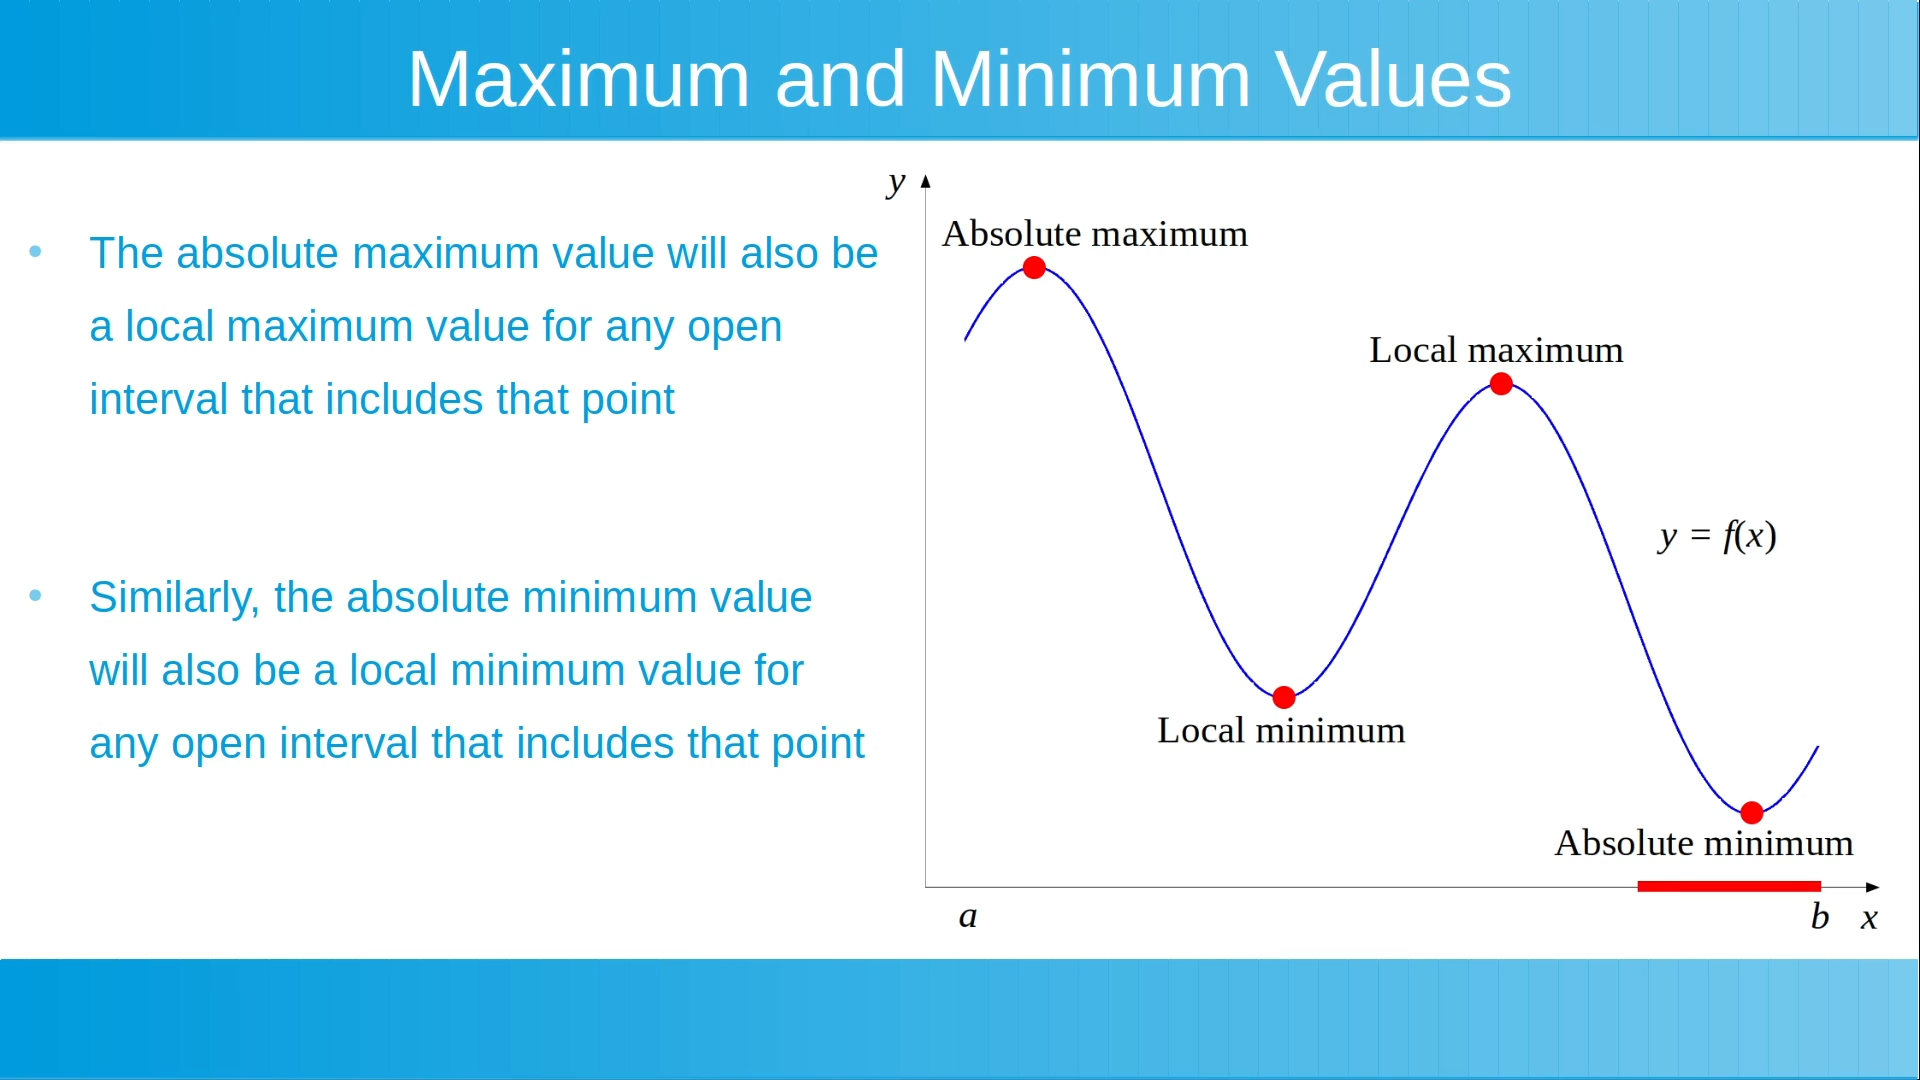 Maximum and Minimum Values
• The absolute maximum value will also be
a local maximum value for any open
interval that includes that point
• Similarly, the absolute minimum value
will also be a local minimum value for
any open interval that includes that point
y
Absolute maximum
Local maximum
y = f(x)
Local minimum
Absolute minimum
a b x